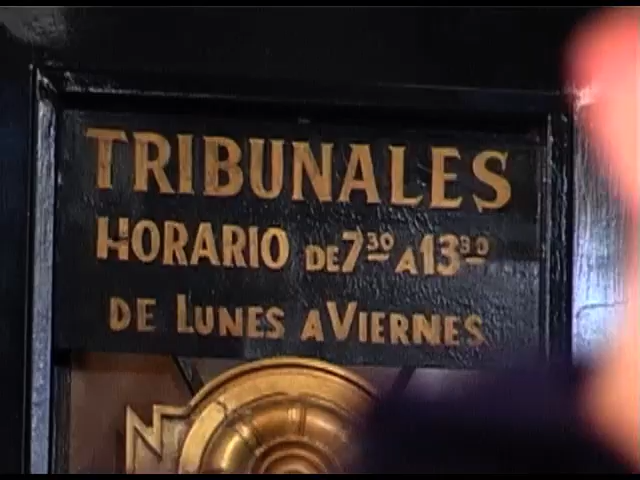 TRIBUNALES
HORARIO DE 7³⁰ A 13³⁰
DE LUNES A VIERNES